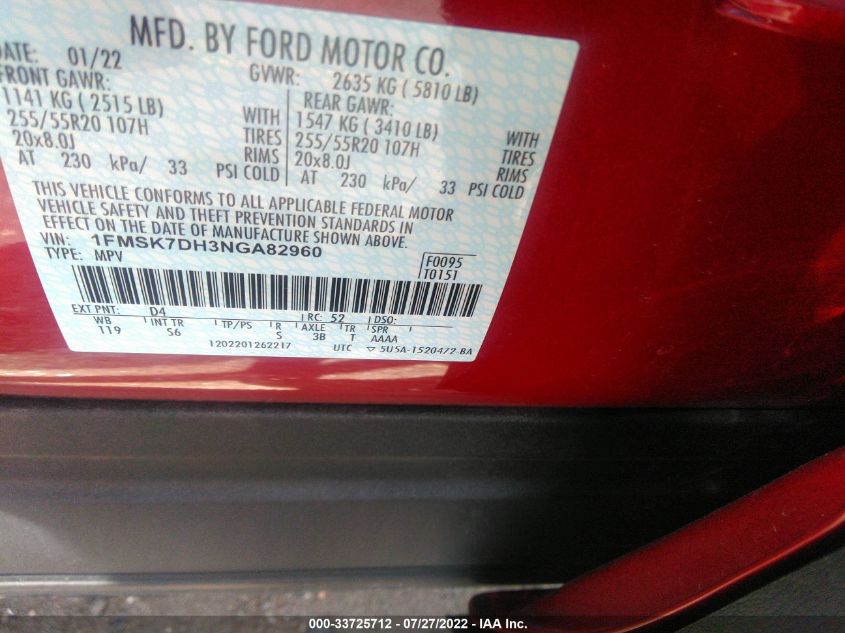 MFD. BY FORD MOTOR CO.
DATE: 01/22 GVWR: 2635 KG ( 5810 LB)
FRONT GAWR: REAR GAWR:
1141 KG ( 2515 LB) WITH 1547 KG ( 3410 LB) WITH
255/55R20 107H TIRES 255/55R20 107H TIRES
20x8.0J RIMS 20x8.0J RIMS
AT 230 kPa/ 33 PSI COLD AT 230 kPa/ 33 PSI COLD
THIS VEHICLE CONFORMS TO ALL APPLICABLE FEDERAL MOTOR
VEHICLE SAFETY AND THEFT PREVENTION STANDARDS IN
EFFECT ON THE DATE OF MANUFACTURE SHOWN ABOVE.
VIN: 1FMSK7DH3NGA82960
TYPE: MPV
F0095
T0151
EXT PNT: D4 RC: 52 DSO:
WB INT TR TP/PS R AXLE TR SPR
119 S6 S 3B T AAAA
1202201262217 UTC ▽ 5U5A-1520472-BA
000-33725712 - 07/27/2022 - IAA Inc.